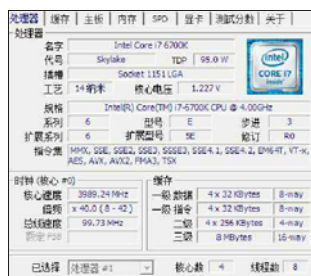 处理器 缓存 主板 内存 SPD 显卡 测试分数 关于
处理器
名字 Intel Core i7 6700K
代号 Skylake TDP 95.0 W
插槽 Socket 1151 LGA
工艺 14 纳米 核心电压 1.227 V
intel inside CORE i7
规格 Intel(R) Core(TM) i7-6700K CPU @ 4.00GHz
系列 6 型号 E 步进 3
扩展系列 6 扩展型号 5E 修订 R0
指令集 MMX, SSE, SSE2, SSE3, SSSE3, SSE4.1, SSE4.2, EM64T, VT-x,
AES, AVX, AVX2, FMA3, TSX
时钟 (核心 #0)
核心速度 3989.24 MHz
倍频 x 40.0 ( 8 - 42 )
总线速度 99.73 MHz
额定 FSB
缓存
一级 数据 4 x 32 KBytes 8-way
一级 指令 4 x 32 KBytes 8-way
二级 4 x 256 KBytes 4-way
三级 8 MBytes 16-way
已选择 处理器 #1 核心数 4 线程数 8